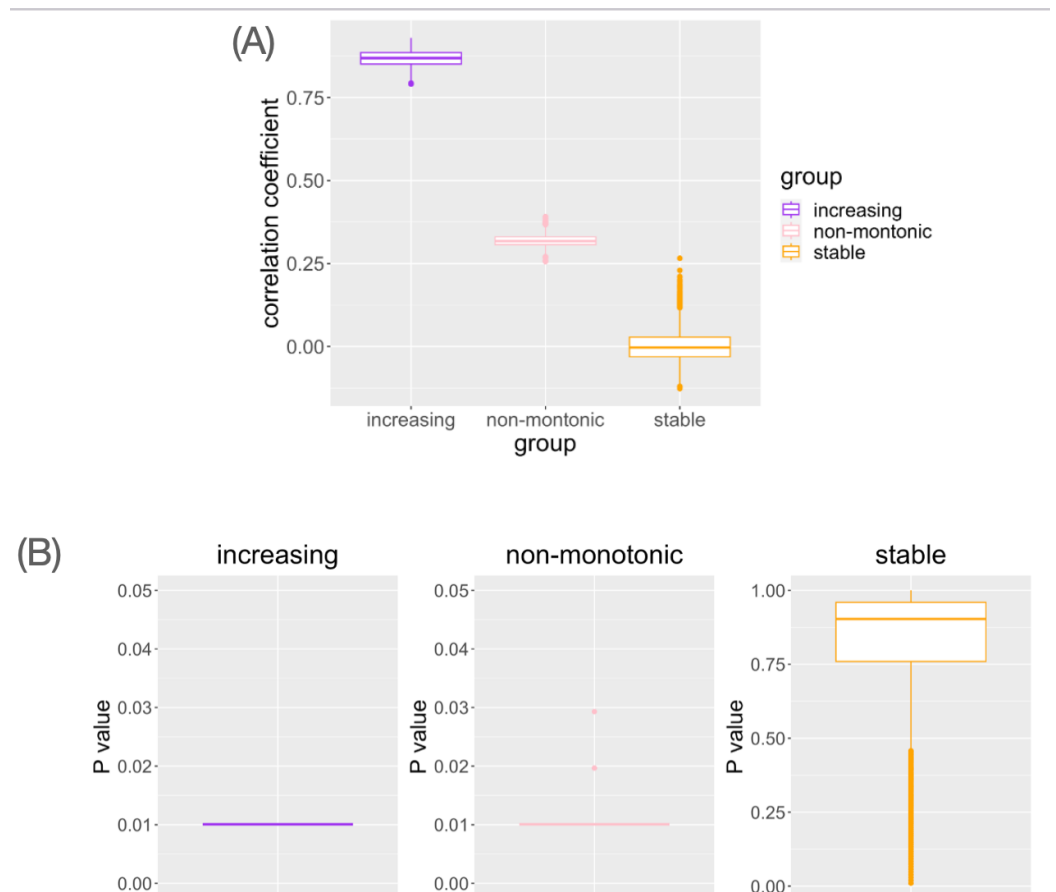 (A)
correlation coefficient
0.75
0.50
0.25
0.00
increasing non-montonic stable
group
group
increasing
non-montonic
stable
(B)
increasing
P value
0.05
0.04
0.03
0.02
0.01
0.00
non-monotonic
P value
0.05
0.04
0.03
0.02
0.01
0.00
stable
P value
1.00
0.75
0.50
0.25
0.00